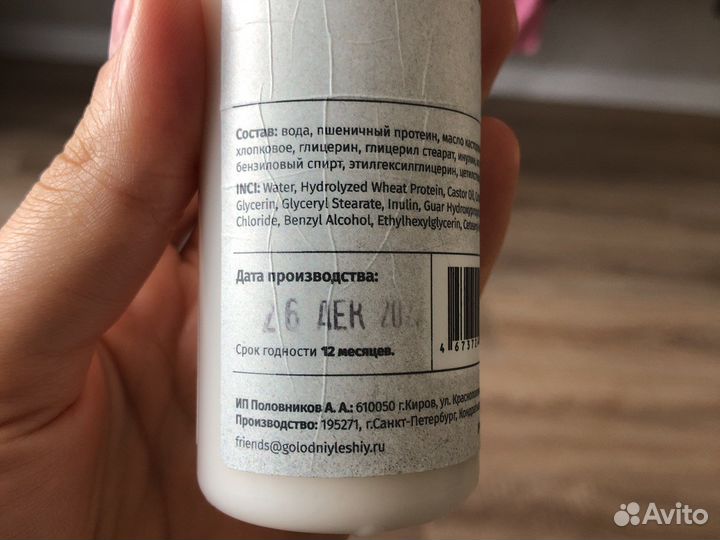 Состав: вода, пшеничный протеин, масло
хлопковое, глицерин, глицерил стеарат, инулин,
бензиловый спирт, этилгексилглицерин,
INCI: Water, Hydrolyzed Wheat Protein, Castor Oil,
Glycerin, Glyceryl Stearate, Inulin, Guar
Chloride, Benzyl Alcohol, Ethylhexylglycerin,
Дата производства:
26 ДЕК
Срок годности 12 месяцев.
ИП Половников А. А.: 610050 г.Киров, ул.
Производство: 195271, г.Санкт-Петербург,
friends@golodniyleshiy.ru
Avito